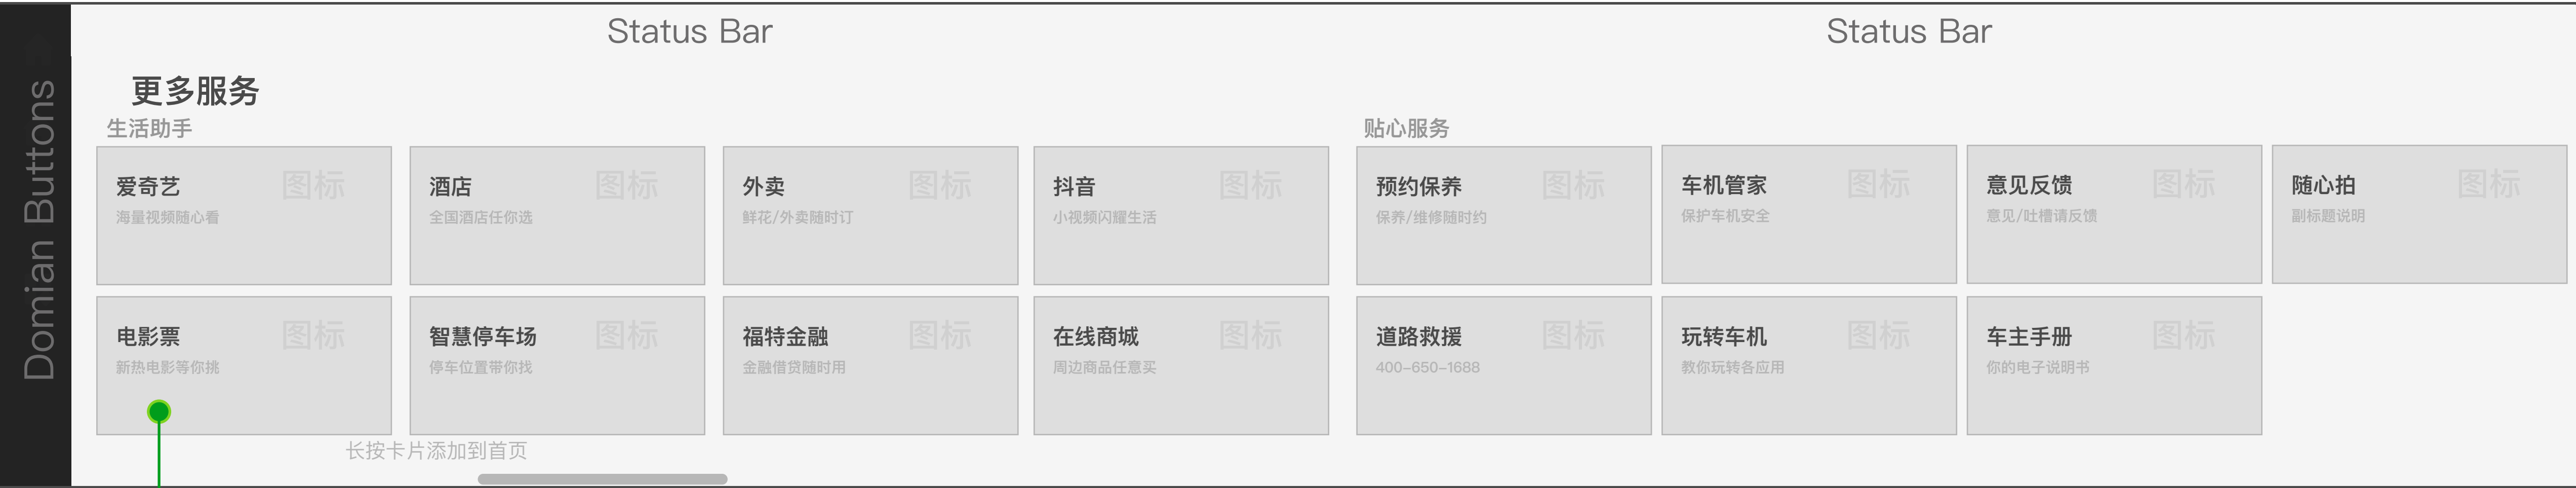 Status Bar
Status Bar
Domian Buttons
更多服务
生活助手
贴心服务
爱奇艺
图标
海量视频随心看
酒店
图标
全国酒店任你选
外卖
图标
鲜花/外卖随时订
抖音
图标
小视频闪耀生活
预约保养
图标
保养/维修随时约
车机管家
图标
保护车机安全
意见反馈
图标
意见/吐槽请反馈
随心拍
图标
副标题说明
电影票
图标
新热电影等你挑
智慧停车场
图标
停车位置带你找
福特金融
图标
金融借贷随时用
在线商城
图标
周边商品任意买
道路救援
图标
400-650-1688
玩转车机
图标
教你玩转各应用
车主手册
图标
你的电子说明书
长按卡片添加到首页